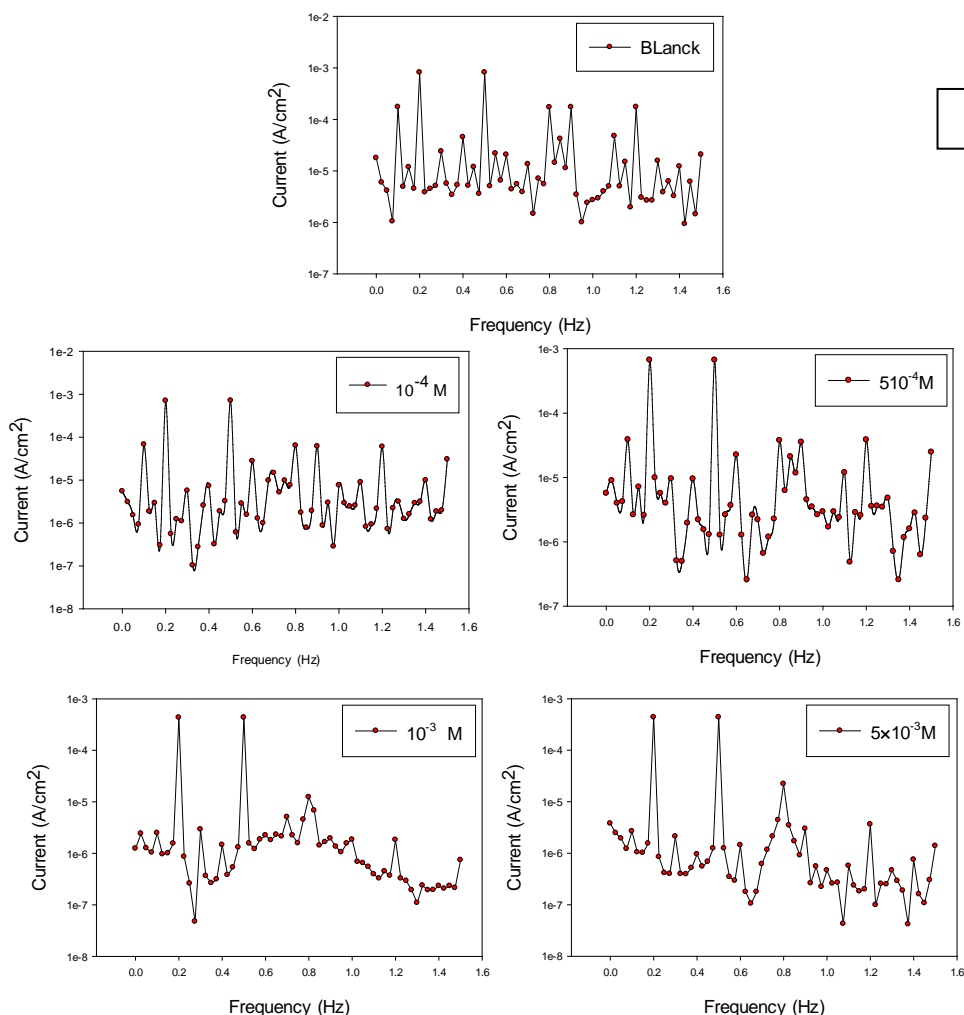 1e-2
BLanck
1e-3
1e-4
1e-5
1e-6
1e-7
Current (A/cm²)
0.0 0.2 0.4 0.6 0.8 1.0 1.2 1.4 1.6
Frequency (Hz)
1e-2
10⁻⁴ M
1e-3
1e-4
1e-5
1e-6
1e-7
1e-8
Current (A/cm²)
0.0 0.2 0.4 0.6 0.8 1.0 1.2 1.4 1.6
Frequency (Hz)
1e-3
510⁻⁴M
1e-4
1e-5
1e-6
1e-7
Current (A/cm²)
0.0 0.2 0.4 0.6 0.8 1.0 1.2 1.4 1.6
Frequency (Hz)
1e-3
10⁻³ M
1e-4
1e-5
1e-6
1e-7
1e-8
Current (A/cm²)
0.0 0.2 0.4 0.6 0.8 1.0 1.2 1.4 1.6
Frequency (Hz)
1e-3
5×10⁻³M
1e-4
1e-5
1e-6
1e-7
1e-8
Current (A/cm²)
0.0 0.2 0.4 0.6 0.8 1.0 1.2 1.4 1.6
Frequency (Hz)